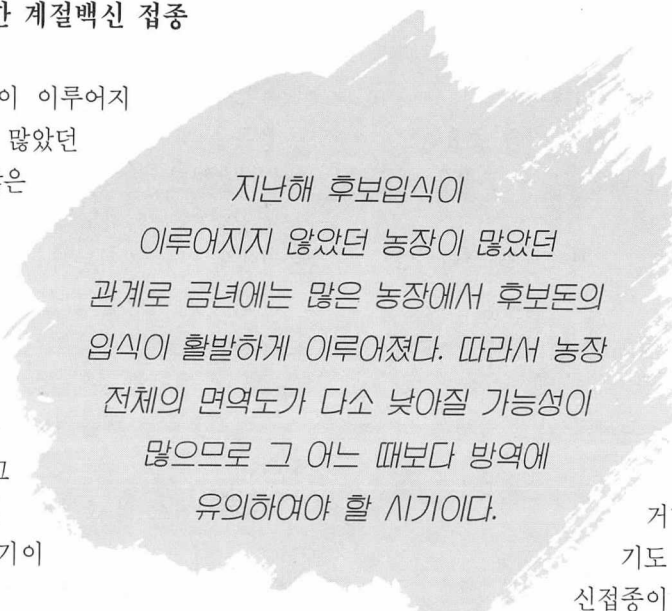 한 계절백신 접종
이 이루어지
많았던
은
지난해 후보입식이
이루어지지 않았던 농장이 많았던
관계로 금년에는 많은 농장에서 후보돈의
입식이 활발하게 이루어졌다. 따라서 농장
전체의 면역도가 다소 낮아질 가능성이
많으므로 그 어느 때보다 방역에
유의하여야 할 시기이다.
그
기이
거
기도
신접종이